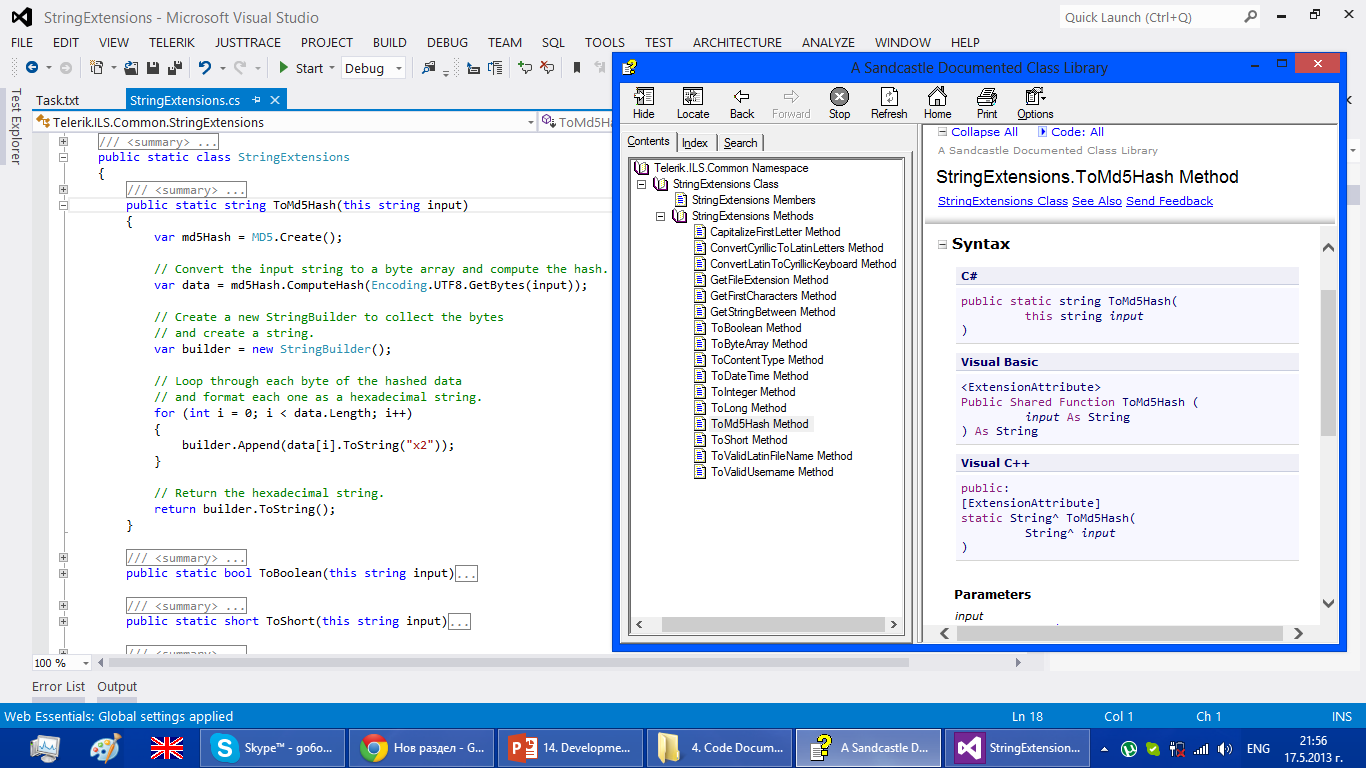 StringExtensions - Microsoft Visual Studio
Quick Launch (Ctrl+Q)
FILE EDIT VIEW TELERIK JUSTTRACE PROJECT BUILD DEBUG TEAM SQL TOOLS TEST ARCHITECTURE ANALYZE WINDOW HELP
Start Debug
Test Explorer
Task.txt StringExtensions.cs
Telerik.ILS.Common.StringExtensions ToMd5H
/// <summary> ...
public static class StringExtensions
{
/// <summary> ...
public static string ToMd5Hash(this string input)
{
var md5Hash = MD5.Create();
// Convert the input string to a byte array and compute the hash.
var data = md5Hash.ComputeHash(Encoding.UTF8.GetBytes(input));
// Create a new StringBuilder to collect the bytes
// and create a string.
var builder = new StringBuilder();
// Loop through each byte of the hashed data
// and format each one as a hexadecimal string.
for (int i = 0; i < data.Length; i++)
{
builder.Append(data[i].ToString("x2"));
}
// Return the hexadecimal string.
return builder.ToString();
}
/// <summary> ...
public static bool ToBoolean(this string input)...
/// <summary> ...
public static short ToShort(this string input)...
/// <summary> ...
100 %
Error List Output
Web Essentials: Global settings applied
Ln 18 Col 1 Ch 1 INS
A Sandcastle Documented Class Library
Hide Locate Back Forward Stop Refresh Home Print Options
Contents Index Search
Telerik.ILS.Common Namespace
StringExtensions Class
StringExtensions Members
StringExtensions Methods
CapitalizeFirstLetter Method
ConvertCyrillicToLatinLetters Method
ConvertLatinToCyrillicKeyboard Method
GetFileExtension Method
GetFirstCharacters Method
GetStringBetween Method
ToBoolean Method
ToByteArray Method
ToContentType Method
ToDateTime Method
ToInteger Method
ToLong Method
ToMd5Hash Method
ToShort Method
ToValidLatinFileName Method
ToValidUsername Method
Collapse All Code: All
A Sandcastle Documented Class Library
StringExtensions.ToMd5Hash Method
StringExtensions Class See Also Send Feedback
Syntax
C#
public static string ToMd5Hash(
this string input
)
Visual Basic
<ExtensionAttribute>
Public Shared Function ToMd5Hash (
input As String
) As String
Visual C++
public:
[ExtensionAttribute]
static String^ ToMd5Hash(
String^ input
)
Parameters
input
Skype™ - gobo...
Нов раздел - G...
14. Developme...
4. Code Docum...
A Sandcastle D...
StringExtension...
ENG
21:56
17.5.2013 г.